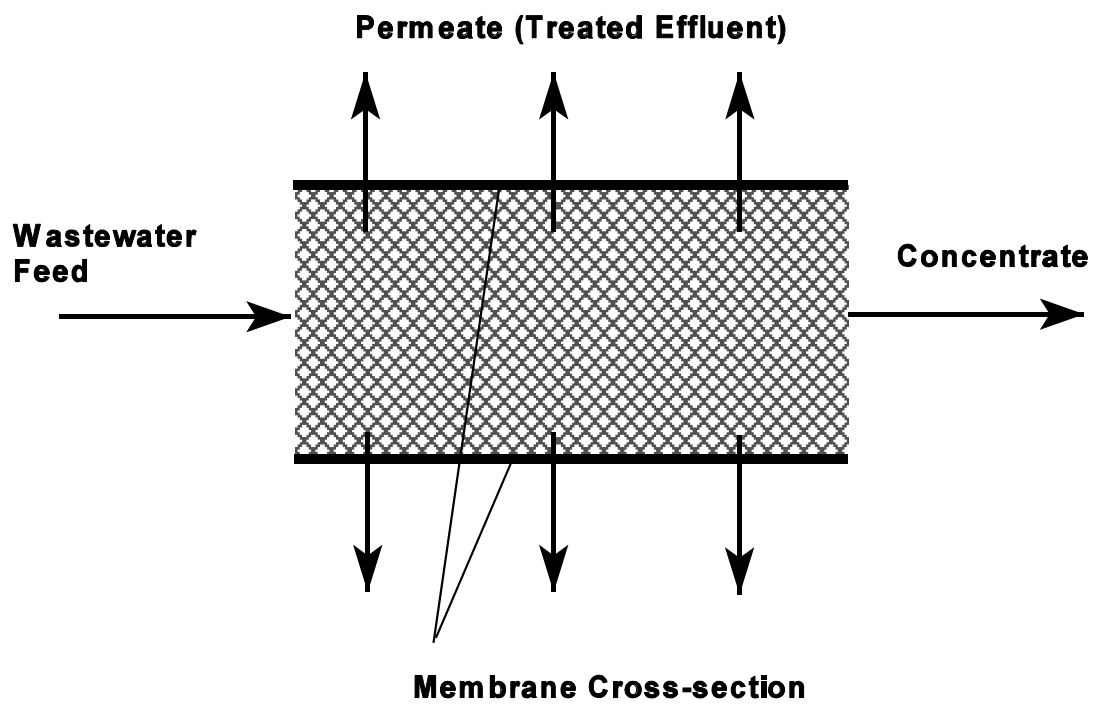 Permeate (Treated Effluent)
Wastewater
Feed
Concentrate
Membrane Cross-section